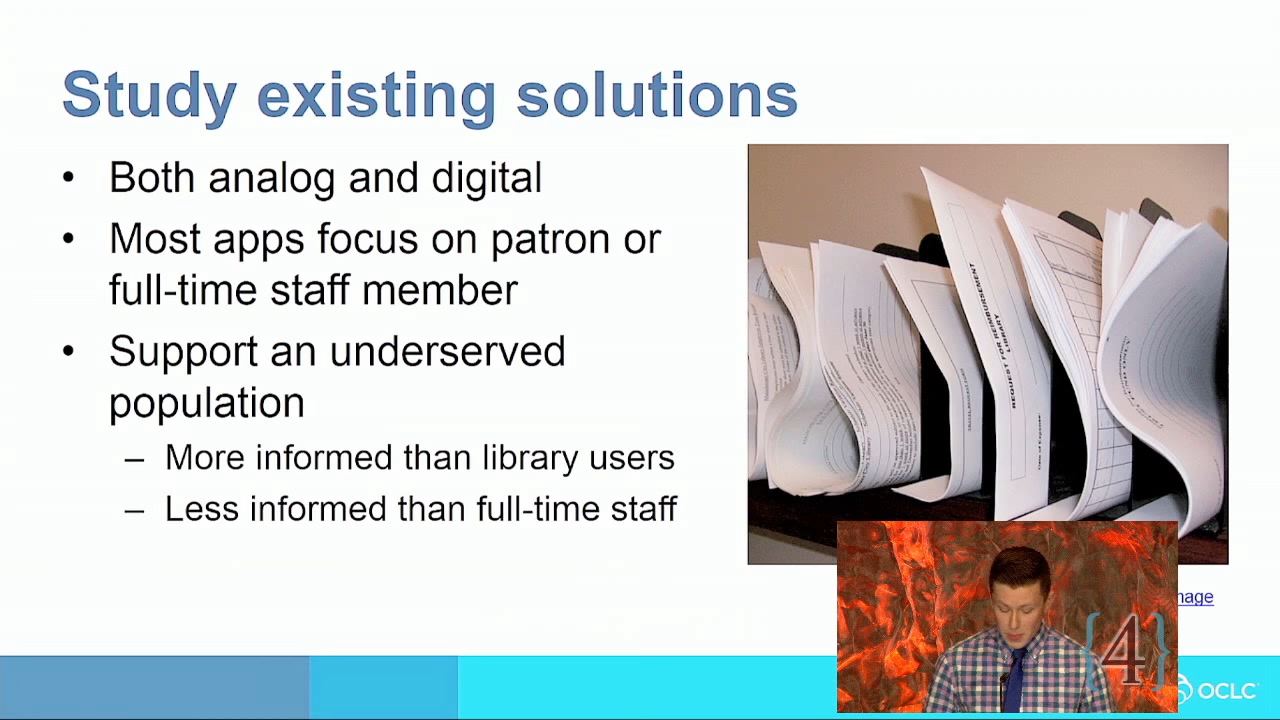 Study existing solutions
• Both analog and digital
• Most apps focus on patron or
full-time staff member
• Support an underserved
population
– More informed than library users
– Less informed than full-time staff
REQUEST FOR REIMBURSEMENT
LIBRARY
{4}
OCLC